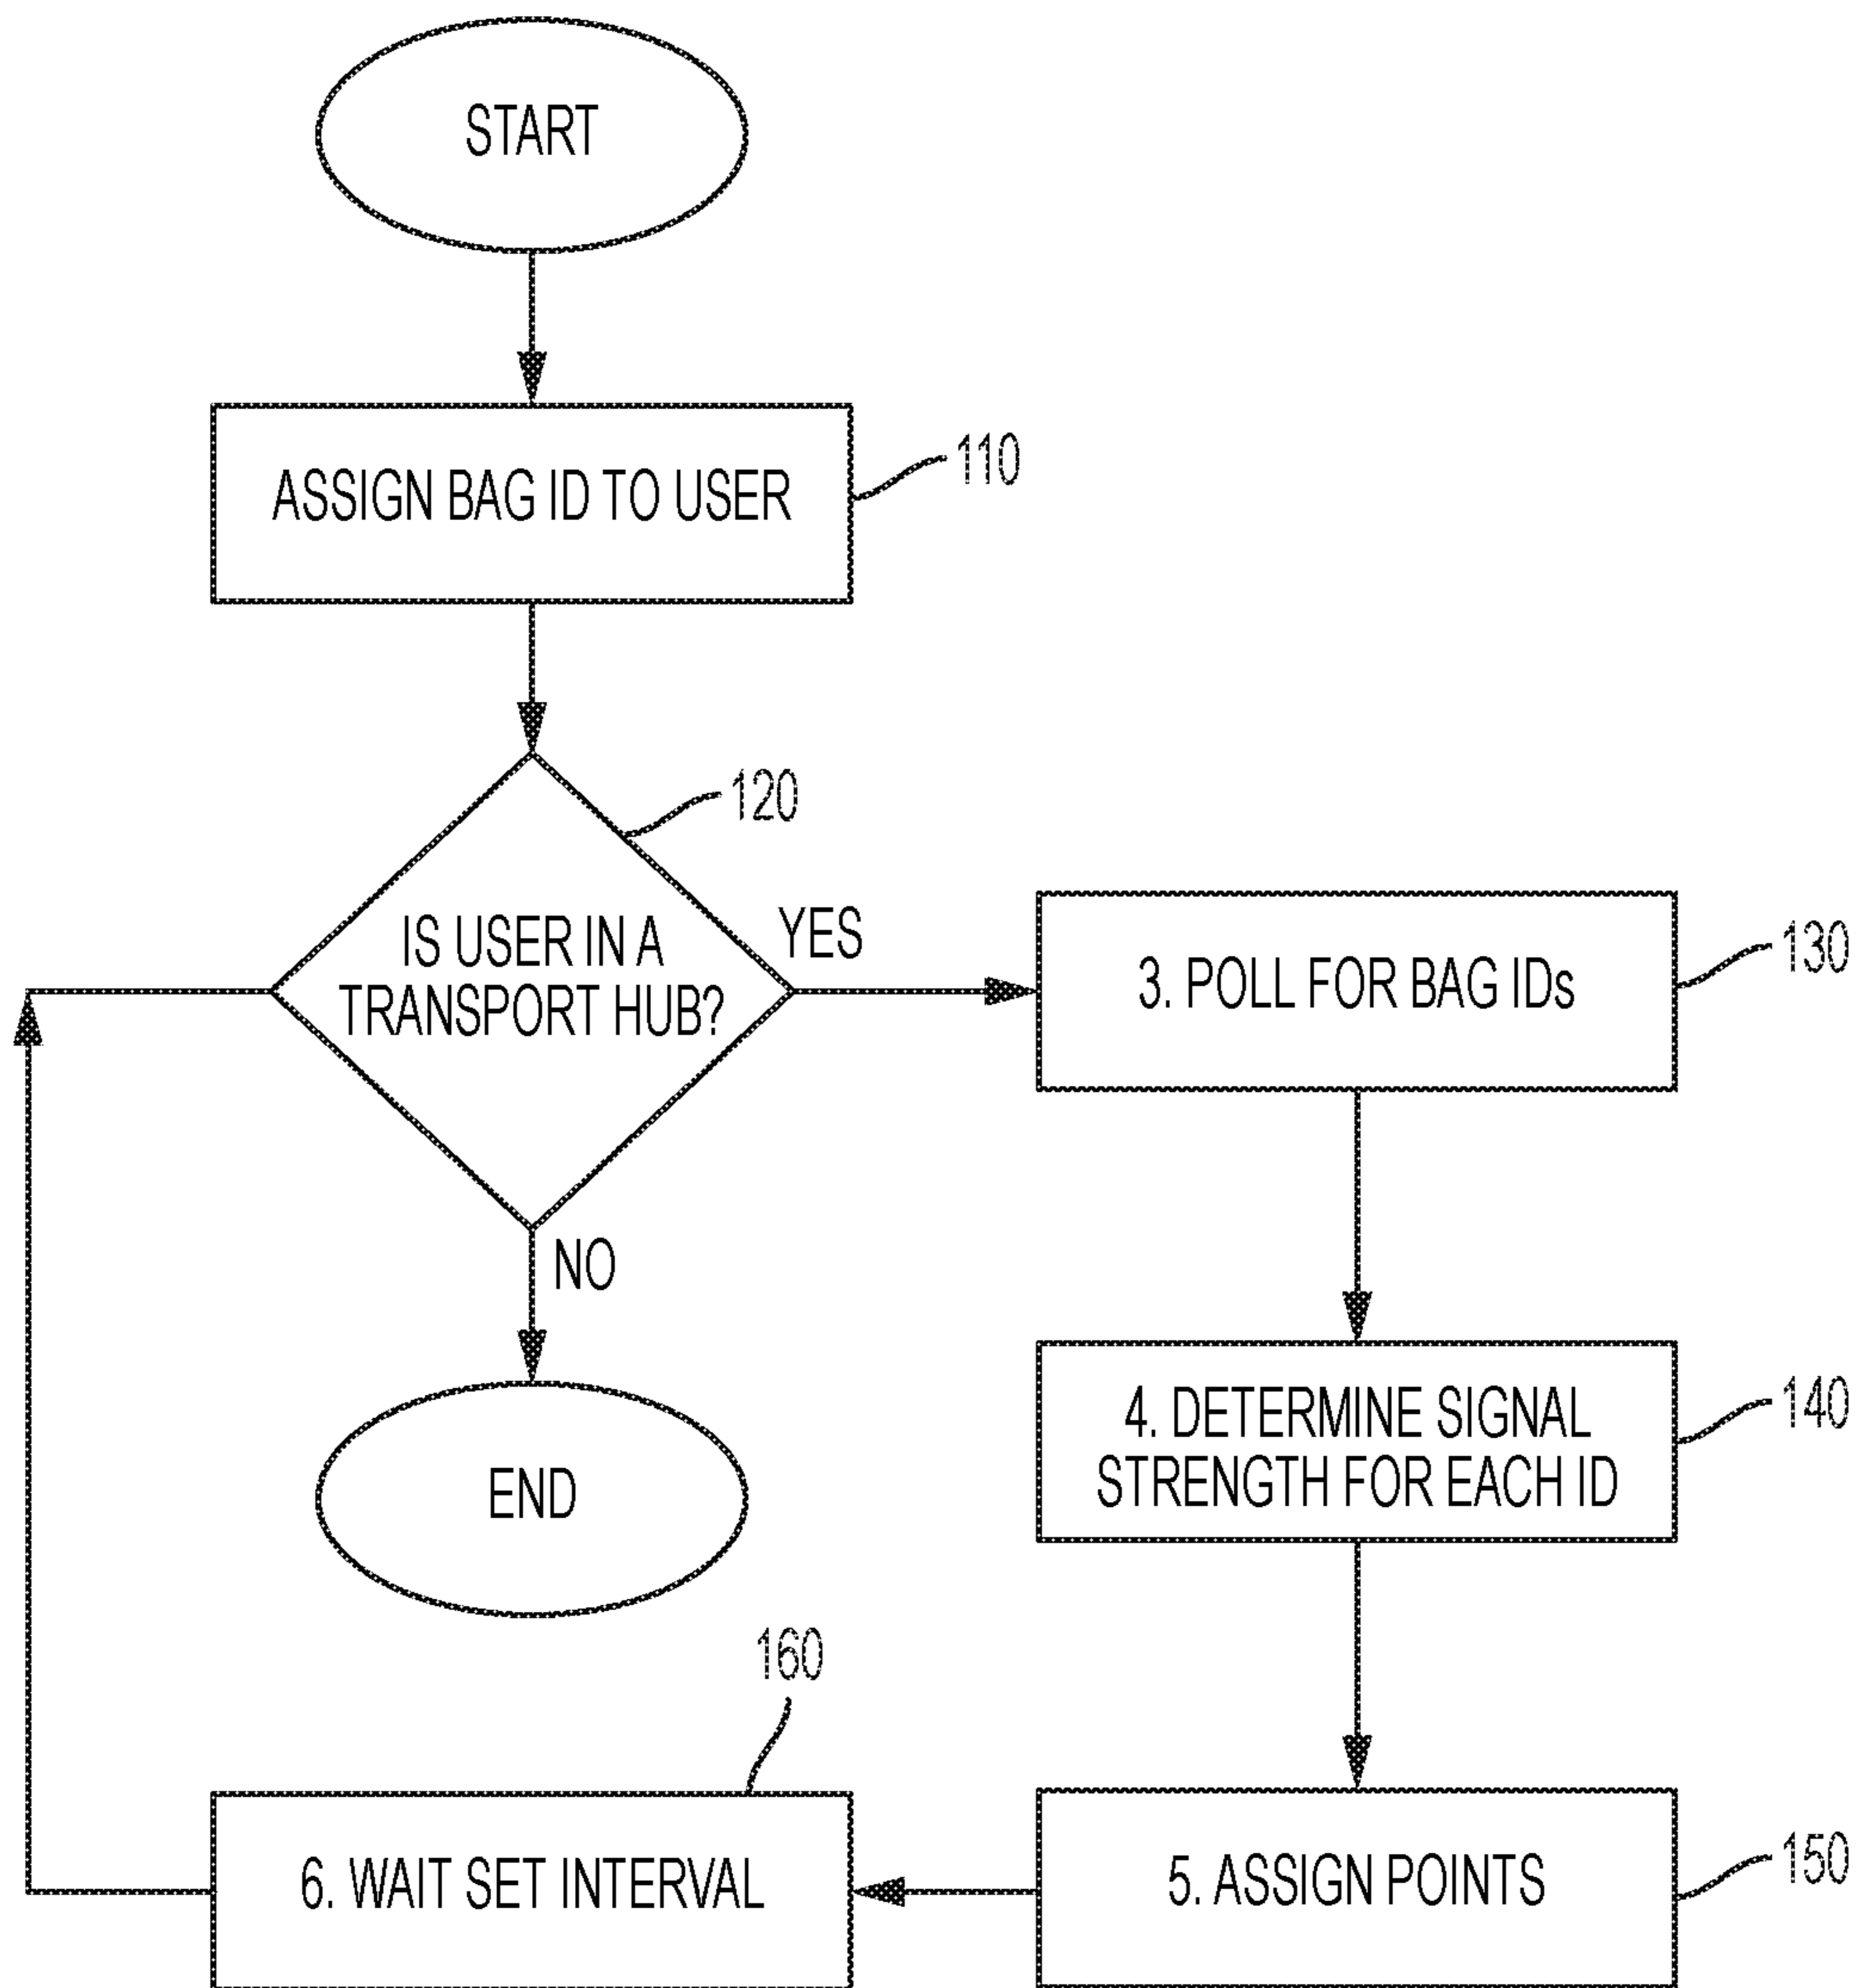 START
ASSIGN BAG ID TO USER
110
120
IS USER IN A
TRANSPORT HUB?
YES
3. POLL FOR BAG IDs
130
NO
4. DETERMINE SIGNAL
STRENGTH FOR EACH ID
140
END
160
6. WAIT SET INTERVAL
5. ASSIGN POINTS
150